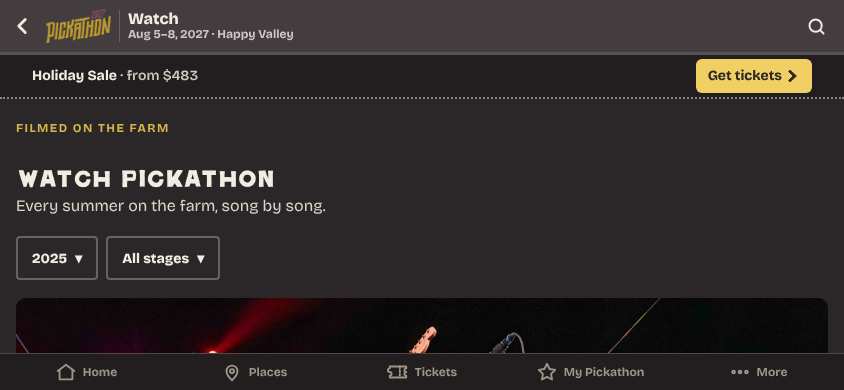 PICKATHON
Watch
Aug 5–8, 2027 · Happy Valley
Holiday Sale · from $483
Get tickets
FILMED ON THE FARM
WATCH PICKATHON
Every summer on the farm, song by song.
2025 ▾
All stages ▾
Home
Places
Tickets
My Pickathon
More